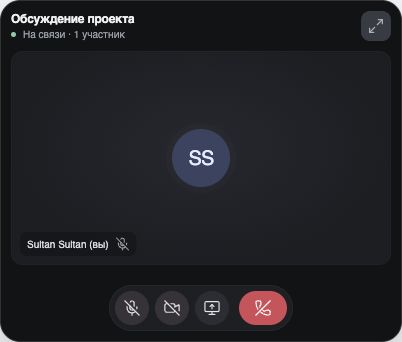 Обсуждение проекта
На связи · 1 участник
SS
Sultan Sultan (вы)